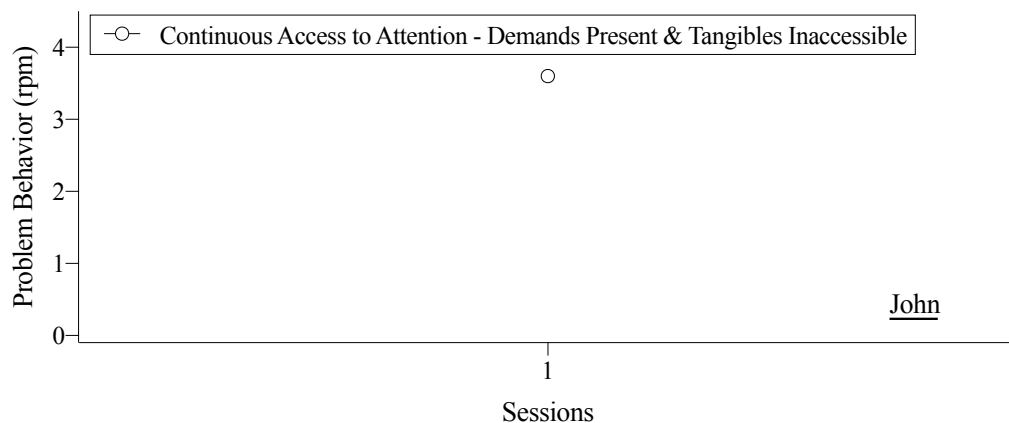 Continuous Access to Attention - Demands Present & Tangibles Inaccessible
Problem Behavior (rpm)
4
3
2
1
0
John
1
Sessions